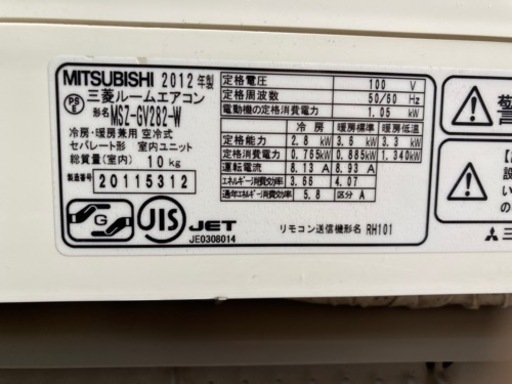 MITSUBISHI 2012年製
三菱ルームエアコン
形名 MSZ-GV282-W
冷房・暖房兼用 空冷式
セパレート形 室内ユニット
総質量(室内) 10kg
製造番号 20115312
G JIS JET
JE0308014
定格電圧 100 V
定格周波数 50/60 Hz
電動機の定格消費電力 1.05 kW
冷房 暖房標準 暖房低温
定格能力 2.8 kW 3.6 kW 3.3 kW
定格消費電力 0.765kW 0.885kW 1.340kW
運転電流 8.13 A 8.93 A
エネルギー消費効率 3.66 4.07
通年エネルギー消費効率 5.8 区分 A
リモコン送信機形名 RH101